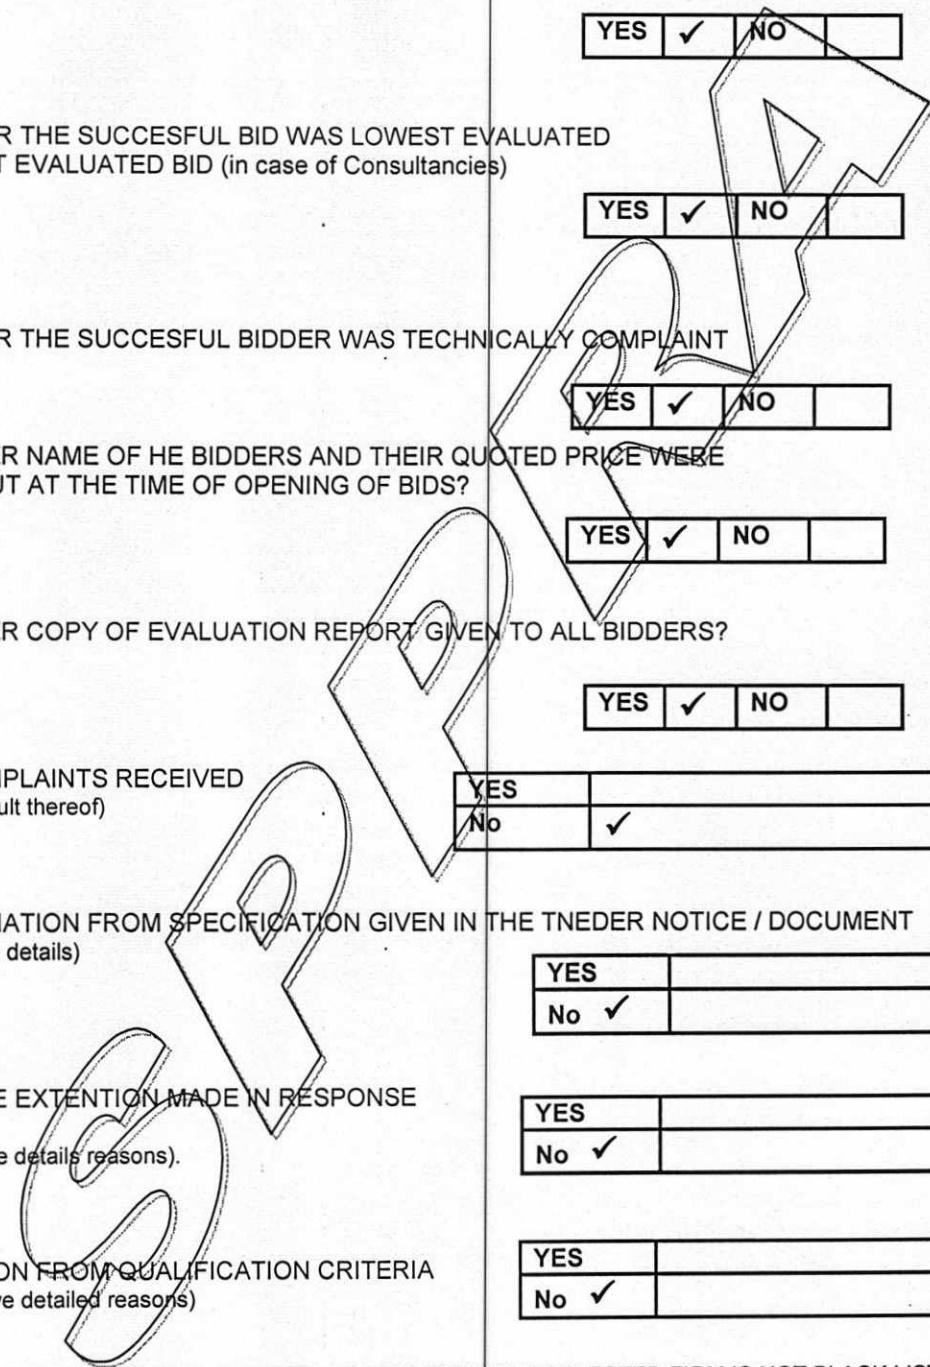 YES ✓ NO
R THE SUCCESFUL BID WAS LOWEST EVALUATED
T EVALUATED BID (in case of Consultancies)
YES ✓ NO
R THE SUCCESFUL BIDDER WAS TECHNICALLY COMPLAINT
YES ✓ NO
ER NAME OF HE BIDDERS AND THEIR QUOTED PRICE WERE
UT AT THE TIME OF OPENING OF BIDS?
YES ✓ NO
ER COPY OF EVALUATION REPORT GIVEN TO ALL BIDDERS?
YES ✓ NO
MPLAINTS RECEIVED
ult thereof)
YES
No ✓
IATION FROM SPECIFICATION GIVEN IN THE TNEDER NOTICE / DOCUMENT
details)
YES
No ✓
E EXTENTION MADE IN RESPONSE
e details reasons).
YES
No ✓
ON FROM QUALIFICATION CRITERIA
ve detailed reasons)
YES
No ✓
SPPRA